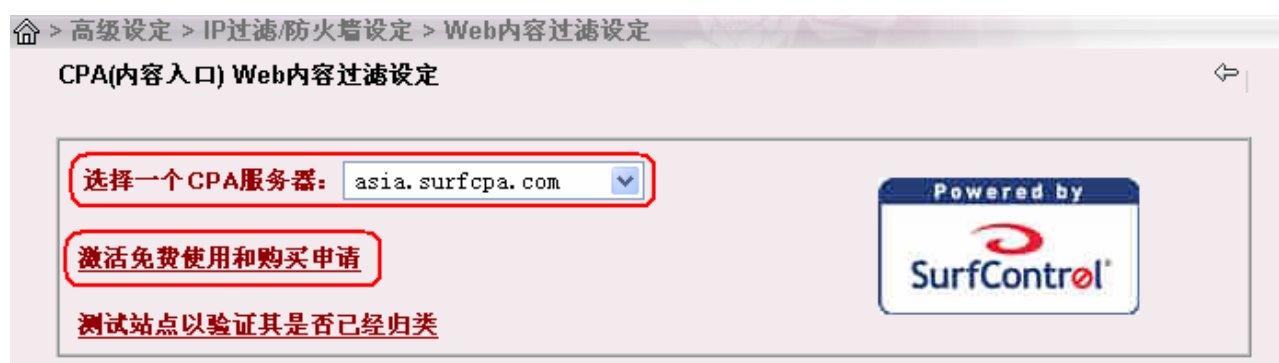 > 高级设定 > IP过滤/防火墙设定 > Web内容过滤设定
CPA(内容入口) Web内容过滤设定
选择一个CPA服务器: asia.surfcpa.com
Powered by
SurfControl
激活免费使用和购买申请
测试站点以验证其是否已经归类